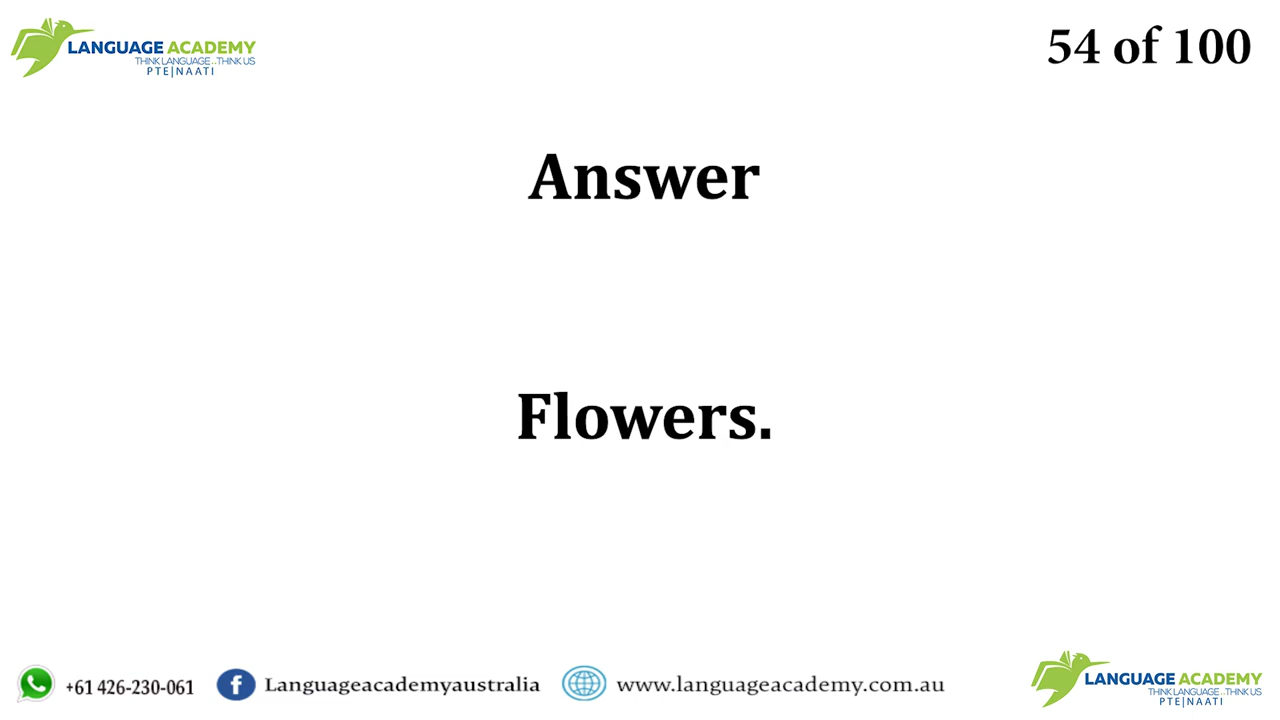 LANGUAGE ACADEMY
THINK LANGUAGE..THINK US
PTE|NAATI
54 of 100
Answer
Flowers.
+61 426-230-061
Languageacademyaustralia
www.languageacademy.com.au
LANGUAGE ACADEMY
THINK LANGUAGE..THINK US
PTE|NAATI